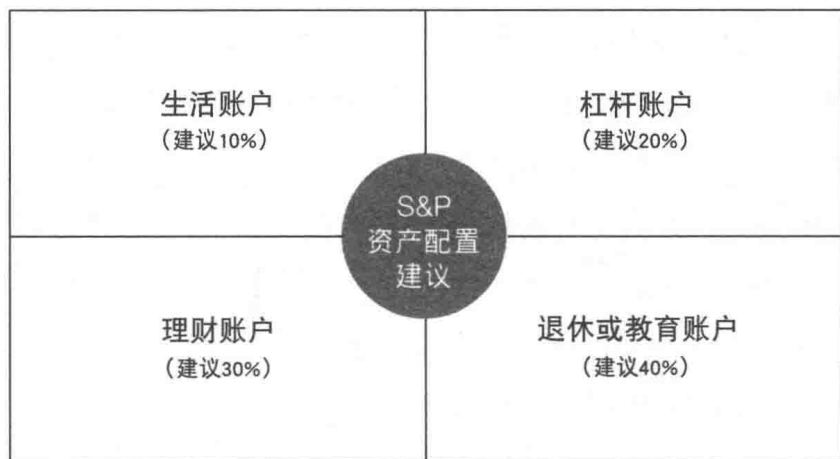 生活账户
（建议10%）
杠杆账户
（建议20%）
S&P
资产配置
建议
理财账户
（建议30%）
退休或教育账户
（建议40%）